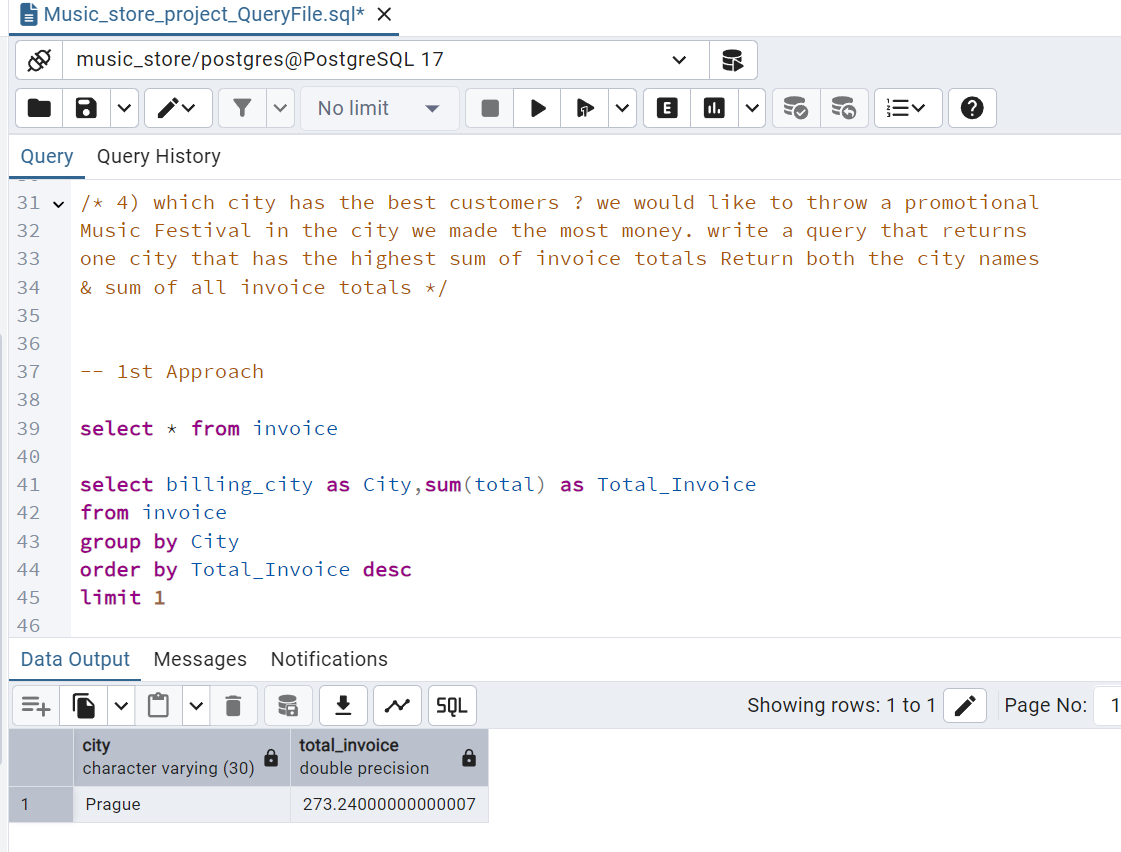 Music_store_project_QueryFile.sql*
music_store/postgres@PostgreSQL 17
No limit
E
Query Query History
31 /* 4) which city has the best customers ? we would like to throw a promotional
32 Music Festival in the city we made the most money. write a query that returns
33 one city that has the highest sum of invoice totals Return both the city names
34 & sum of all invoice totals */
35
36
37 -- 1st Approach
38
39 select * from invoice
40
41 select billing_city as City,sum(total) as Total_Invoice
42 from invoice
43 group by City
44 order by Total_Invoice desc
45 limit 1
46
Data Output Messages Notifications
SQL Showing rows: 1 to 1 Page No: 1
city total_invoice
character varying (30) double precision
1 Prague 273.24000000000007